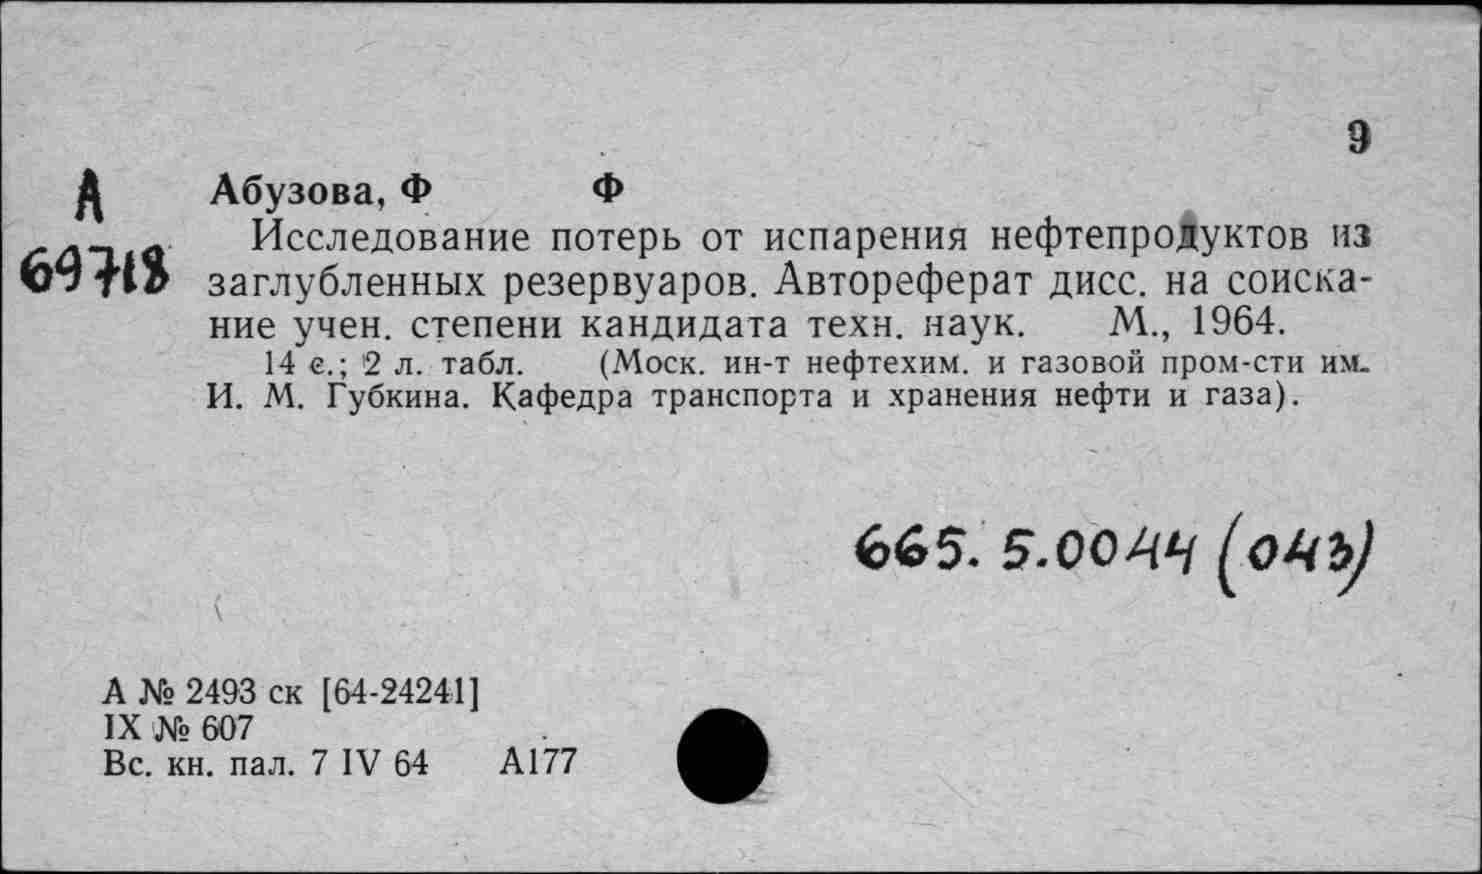 9
А
69718
Абузова, Ф Ф
Исследование потерь от испарения нефтепродуктов из
заглубленных резервуаров. Автореферат дисс. на соиска-
ние учен. степени кандидата техн. наук. М., 1964.
14 с.; 2 л. табл. (Моск. ин-т нефтехим. и газовой пром-сти им.
И. М. Губкина. Кафедра транспорта и хранения нефти и газа).
665. 5.0044
А № 2493 ск [64-24241]
IX № 607
Вс. кн. пал. 7 IV 64 А177